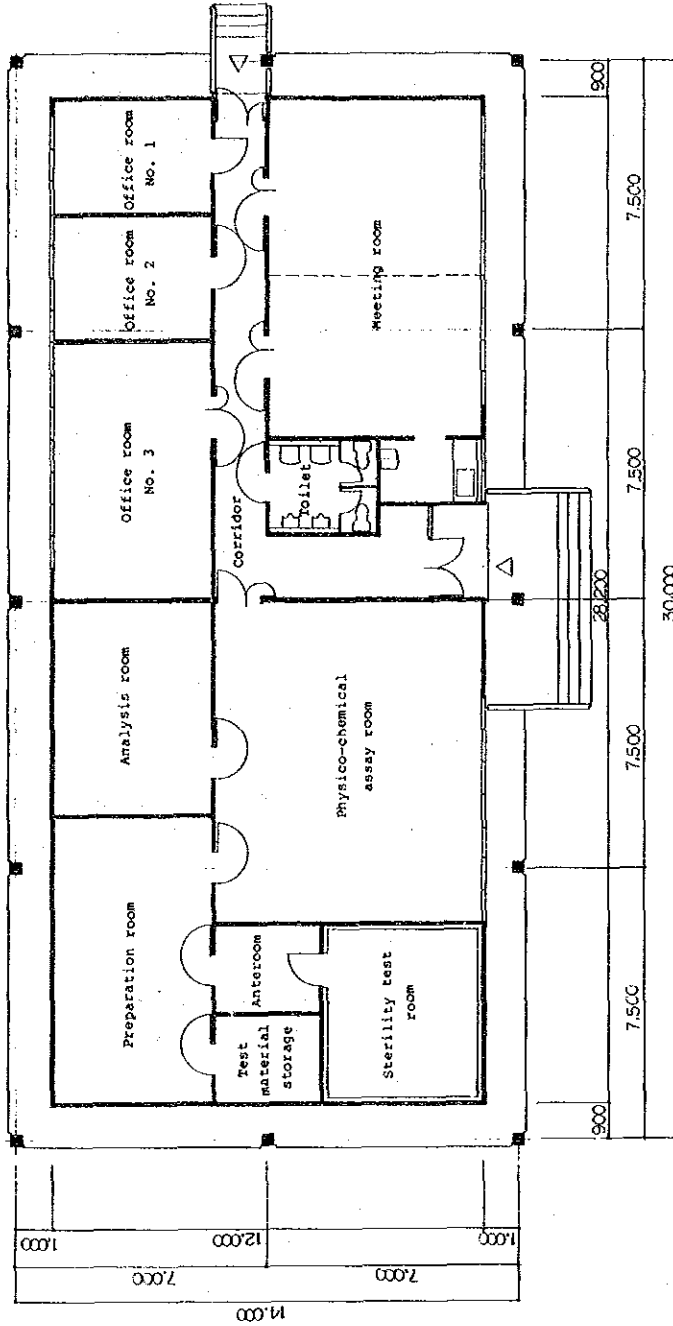 Office room
No. 1
Office room
No. 2
Office room
No. 3
Analysis room
Preparation room
Corridor
Toilet
Meeting room
Physico-chemical
assay room
Anteroom
Test
material
storage
Sterility test
room
900
7.500
7.500
7.500
7.500
900
28.200
30.000
1.000
12.000
1.000
7.000
7.000
14.000